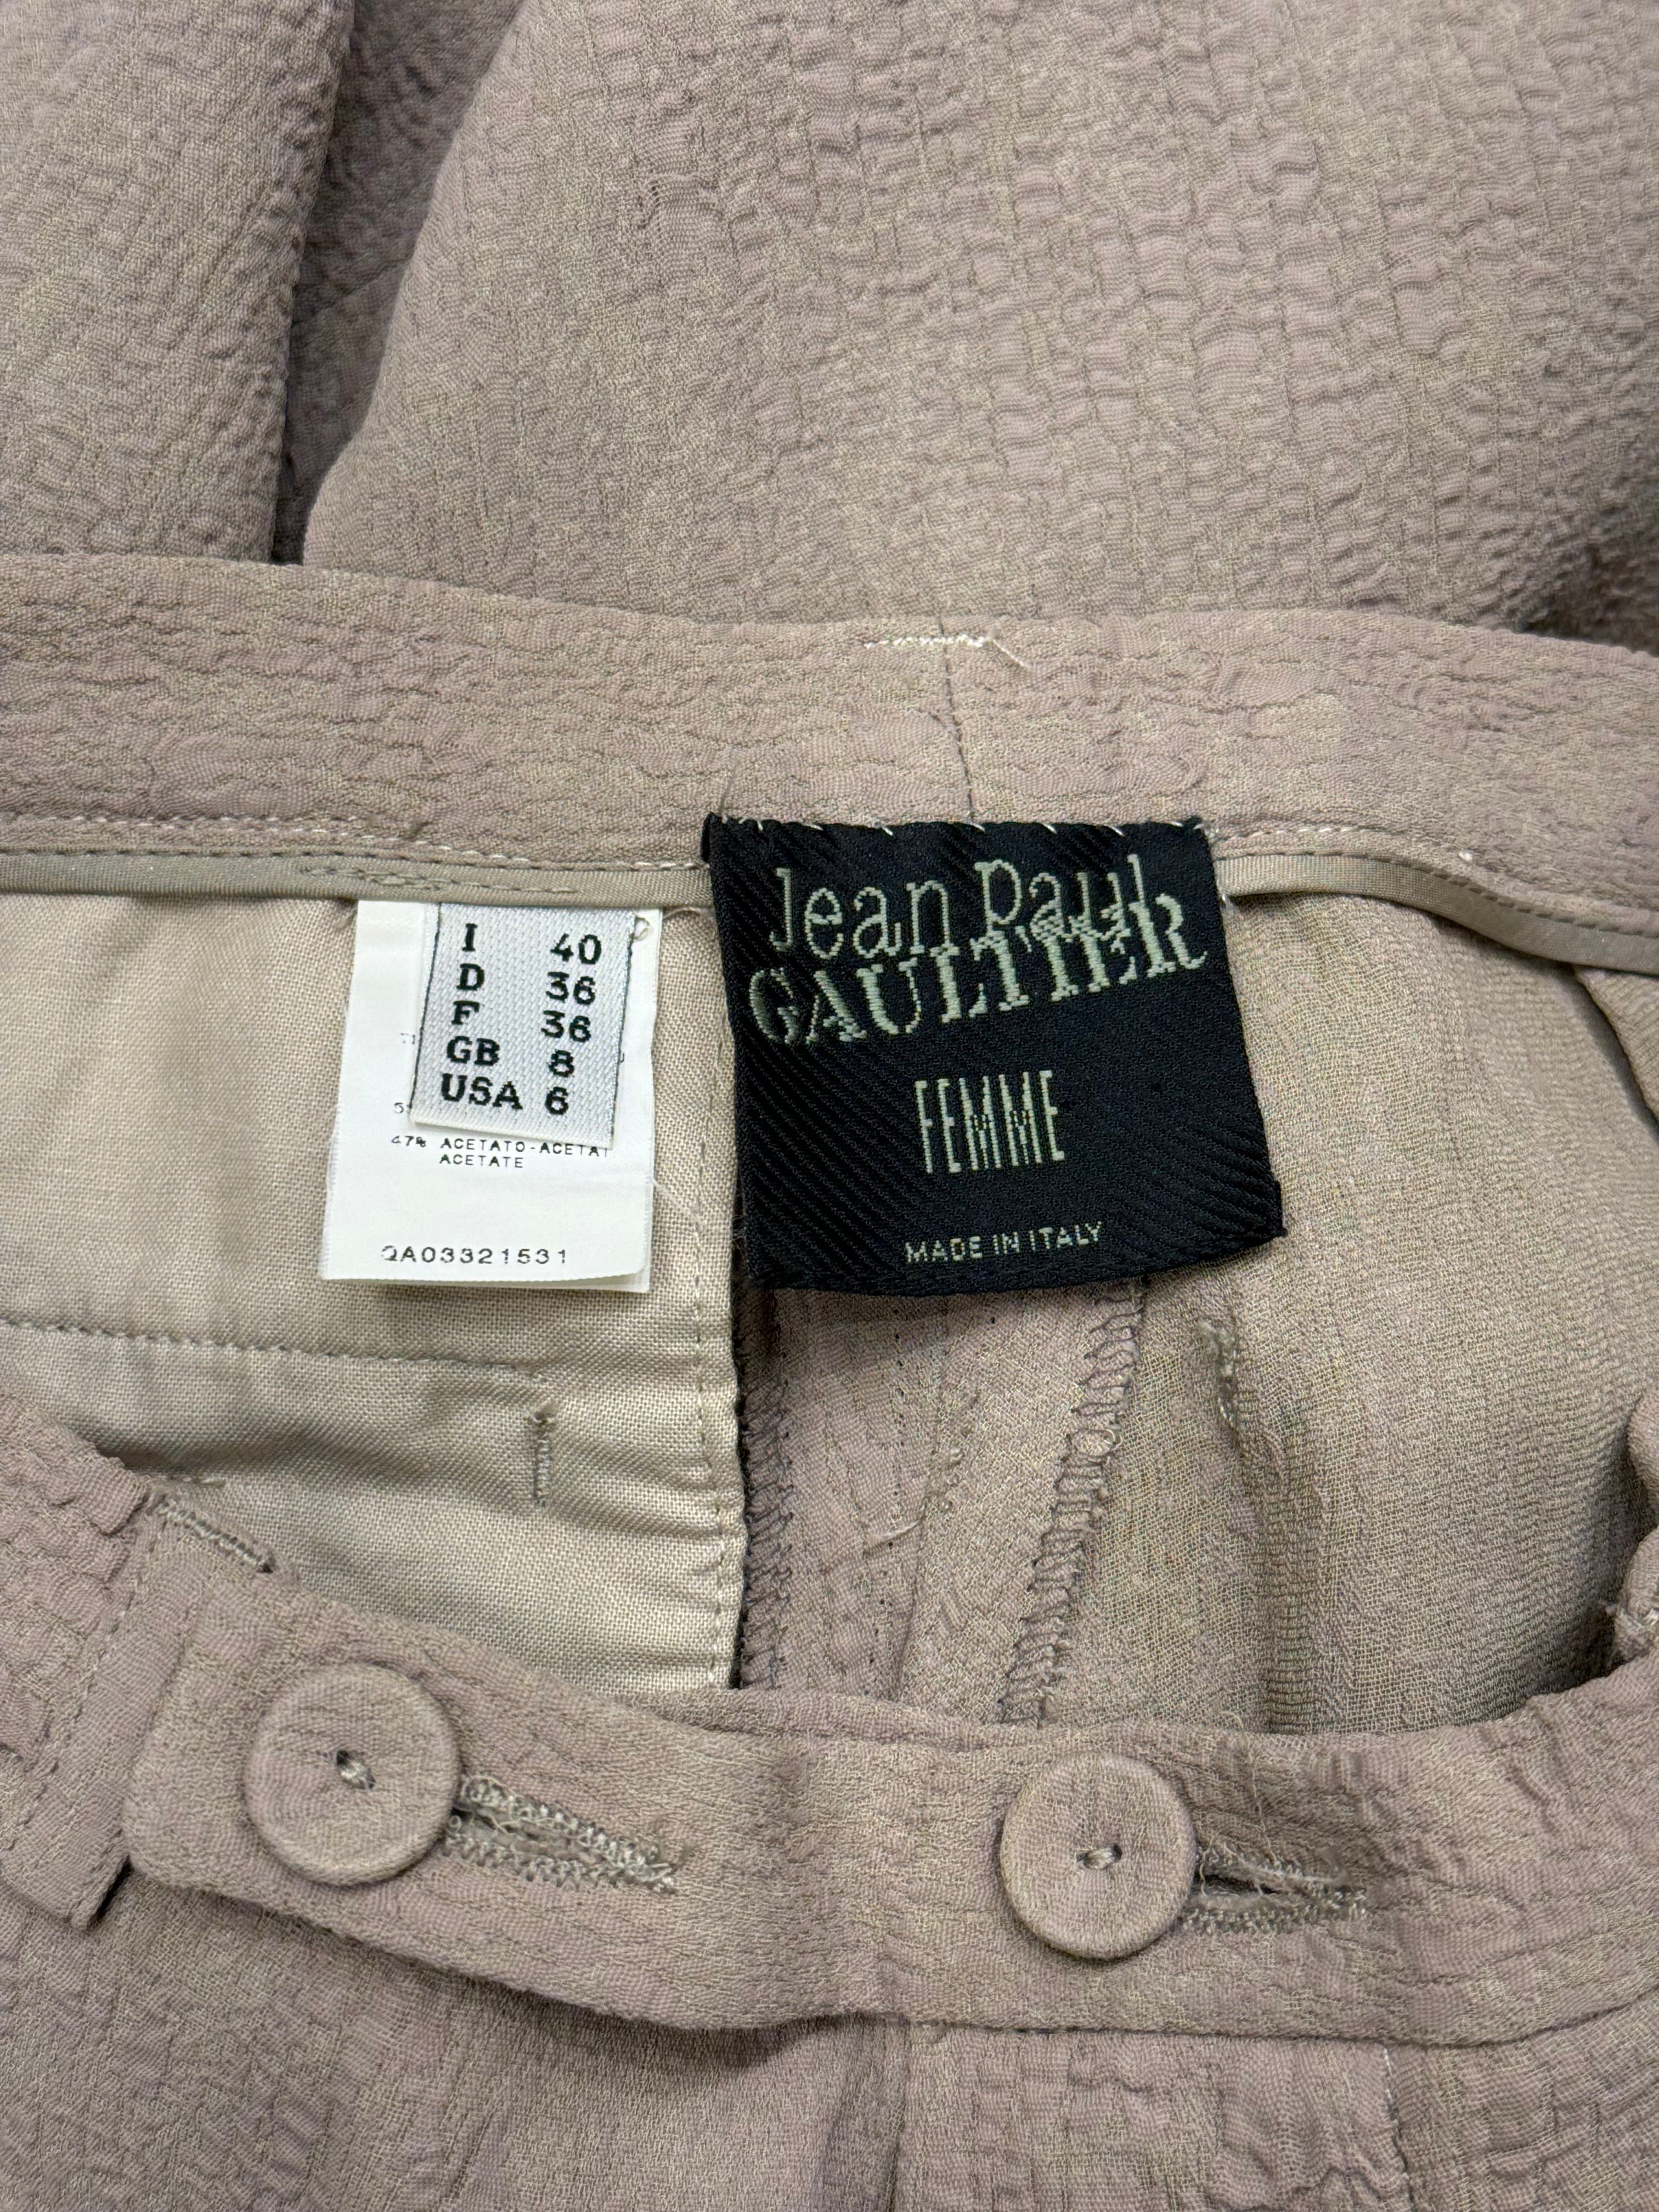 I 40
D 36
F 36
GB 8
USA 6
47% ACETATO-ACETAT
ACETATE
QA03321531
Jean Paul
GAULTIER
FEMME
MADE IN ITALY